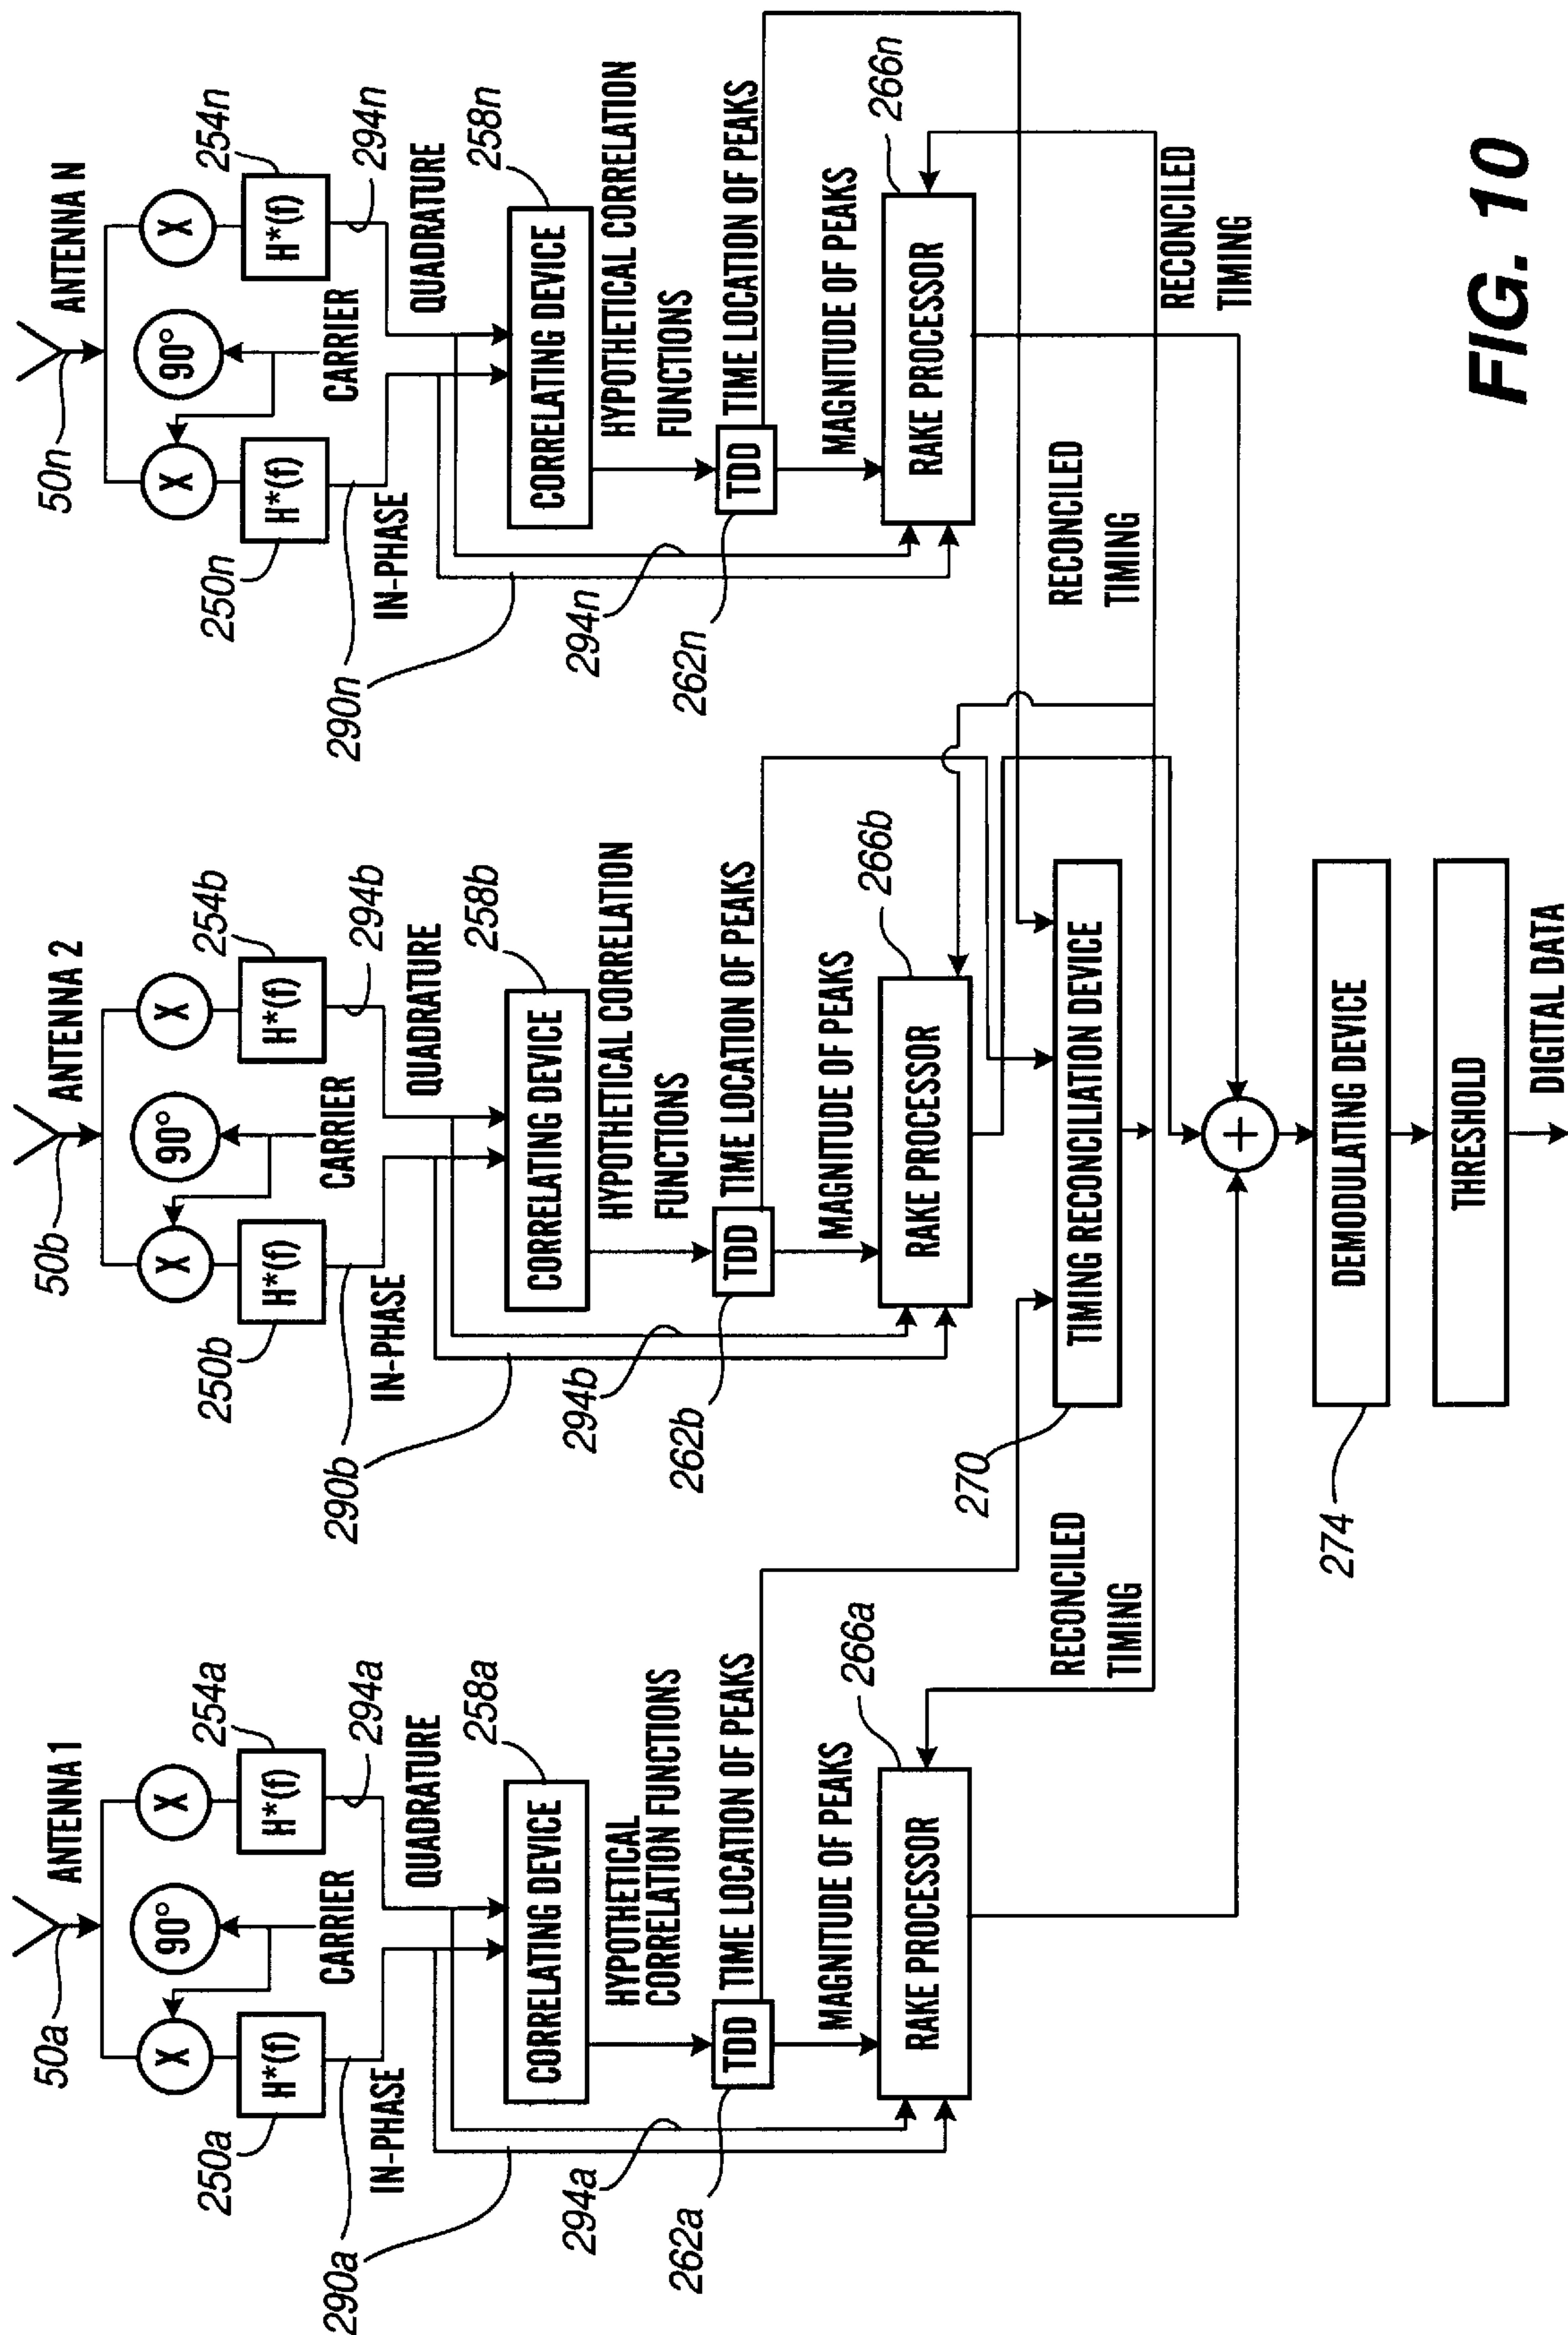 50a
ANTENNA 1
X
90°
X
250a
H*(f)
H*(f)
254a
290a
IN-PHASE
CARRIER
QUADRATURE
294a
CORRELATING DEVICE
258a
HYPOTHETICAL
CORRELATION FUNCTIONS
294a
262a
TDD
TIME LOCATION OF PEAKS
MAGNITUDE OF PEAKS
RAKE PROCESSOR
266a
RECONCILED
TIMING
50b
ANTENNA 2
X
90°
X
250b
H*(f)
H*(f)
254b
290b
IN-PHASE
CARRIER
QUADRATURE
294b
CORRELATING DEVICE
258b
HYPOTHETICAL CORRELATION
FUNCTIONS
294b
262b
TDD
TIME LOCATION OF PEAKS
MAGNITUDE OF PEAKS
RAKE PROCESSOR
266b
270
TIMING RECONCILIATION DEVICE
50n
ANTENNA N
X
90°
X
250n
H*(f)
H*(f)
254n
290n
IN-PHASE
CARRIER
QUADRATURE
294n
CORRELATING DEVICE
258n
HYPOTHETICAL CORRELATION
FUNCTIONS
294n
262n
TDD
TIME LOCATION OF PEAKS
MAGNITUDE OF PEAKS
RAKE PROCESSOR
266n
RECONCILED
TIMING
RECONCILED
TIMING
+
274
DEMODULATING DEVICE
THRESHOLD
DIGITAL DATA
FIG. 10